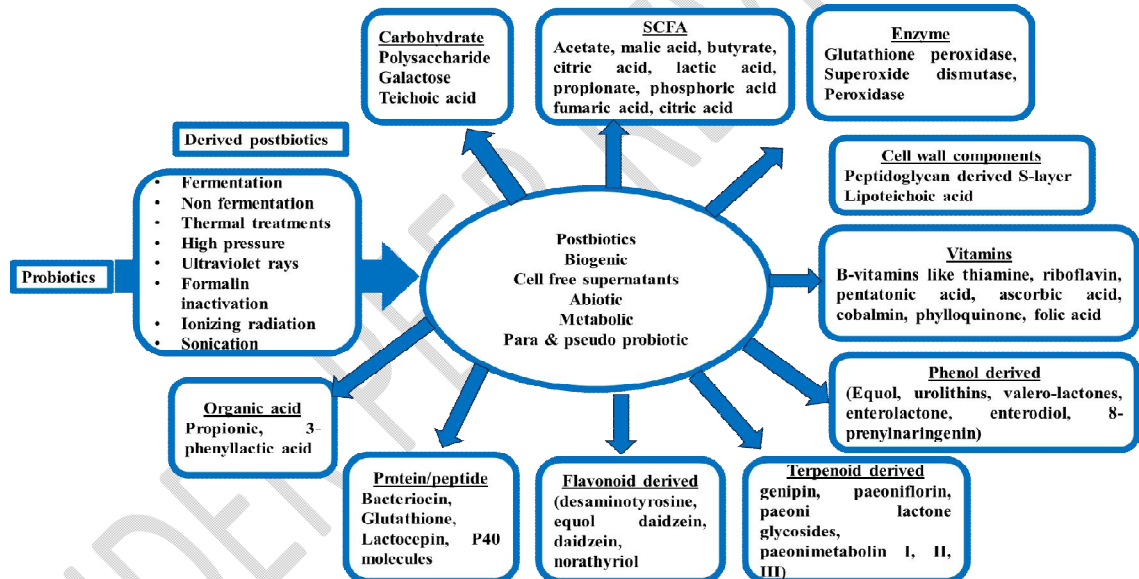 Carbohydrate
Polysaccharide
Galactose
Teichoic acid
SCFA
Acetate, malic acid, butyrate,
citric acid, lactic acid,
propionate, phosphoric acid
fumaric acid, citric acid
Enzyme
Glutathione peroxidase,
Superoxide dismutase,
Peroxidase
Derived postbiotics
Probiotics
• Fermentation
• Non fermentation
• Thermal treatments
• High pressure
• Ultraviolet rays
• Formalin
inactivation
• Ionizing radiation
• Sonication
Postbiotics
Biogenic
Cell free supernatants
Abiotic
Metabolic
Para & pseudo probiotic
Cell wall components
Peptidoglycan derived S-layer
Lipoteichoic acid
Vitamins
B-vitamins like thiamine, riboflavin,
pentatonic acid, ascorbic acid,
cobalmin, phylloquinone, folic acid
Phenol derived
(Equol, urolithins, valero-lactones,
enterolactone, enterodiol, 8-
prenylnaringenin)
Organic acid
Propionic, 3-
phenyllactic acid
Protein/peptide
Bacteriocin,
Glutathione,
Lactocepin, P40
molecules
Flavonoid derived
(desaminotyrosine,
equol daidzein,
daidzein,
norathyriol
Terpenoid derived
genipin, paeoniflorin,
paeoni lactone
glycosides,
paeonimetabolin I, II,
III)